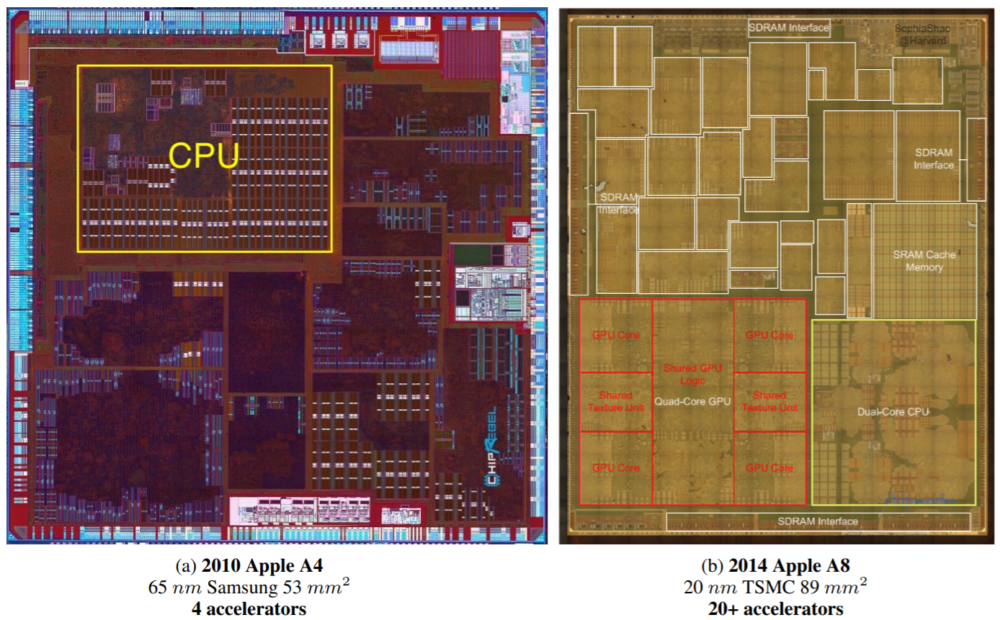 CPU
CHIPREBEL
SDRAM Interface
SophiaShao
@Harvard
SDRAM
Interface
SDRAM
Interface
SRAM Cache
Memory
GPU Core
GPU Core
Shared GPU
Logic
Shared
Texture Unit
Quad-Core GPU
Shared
Texture Unit
Dual-Core CPU
GPU Core
GPU Core
chipworks
SDRAM Interface
(a) 2010 Apple A4
65 nm Samsung 53 mm²
4 accelerators
(b) 2014 Apple A8
20 nm TSMC 89 mm²
20+ accelerators